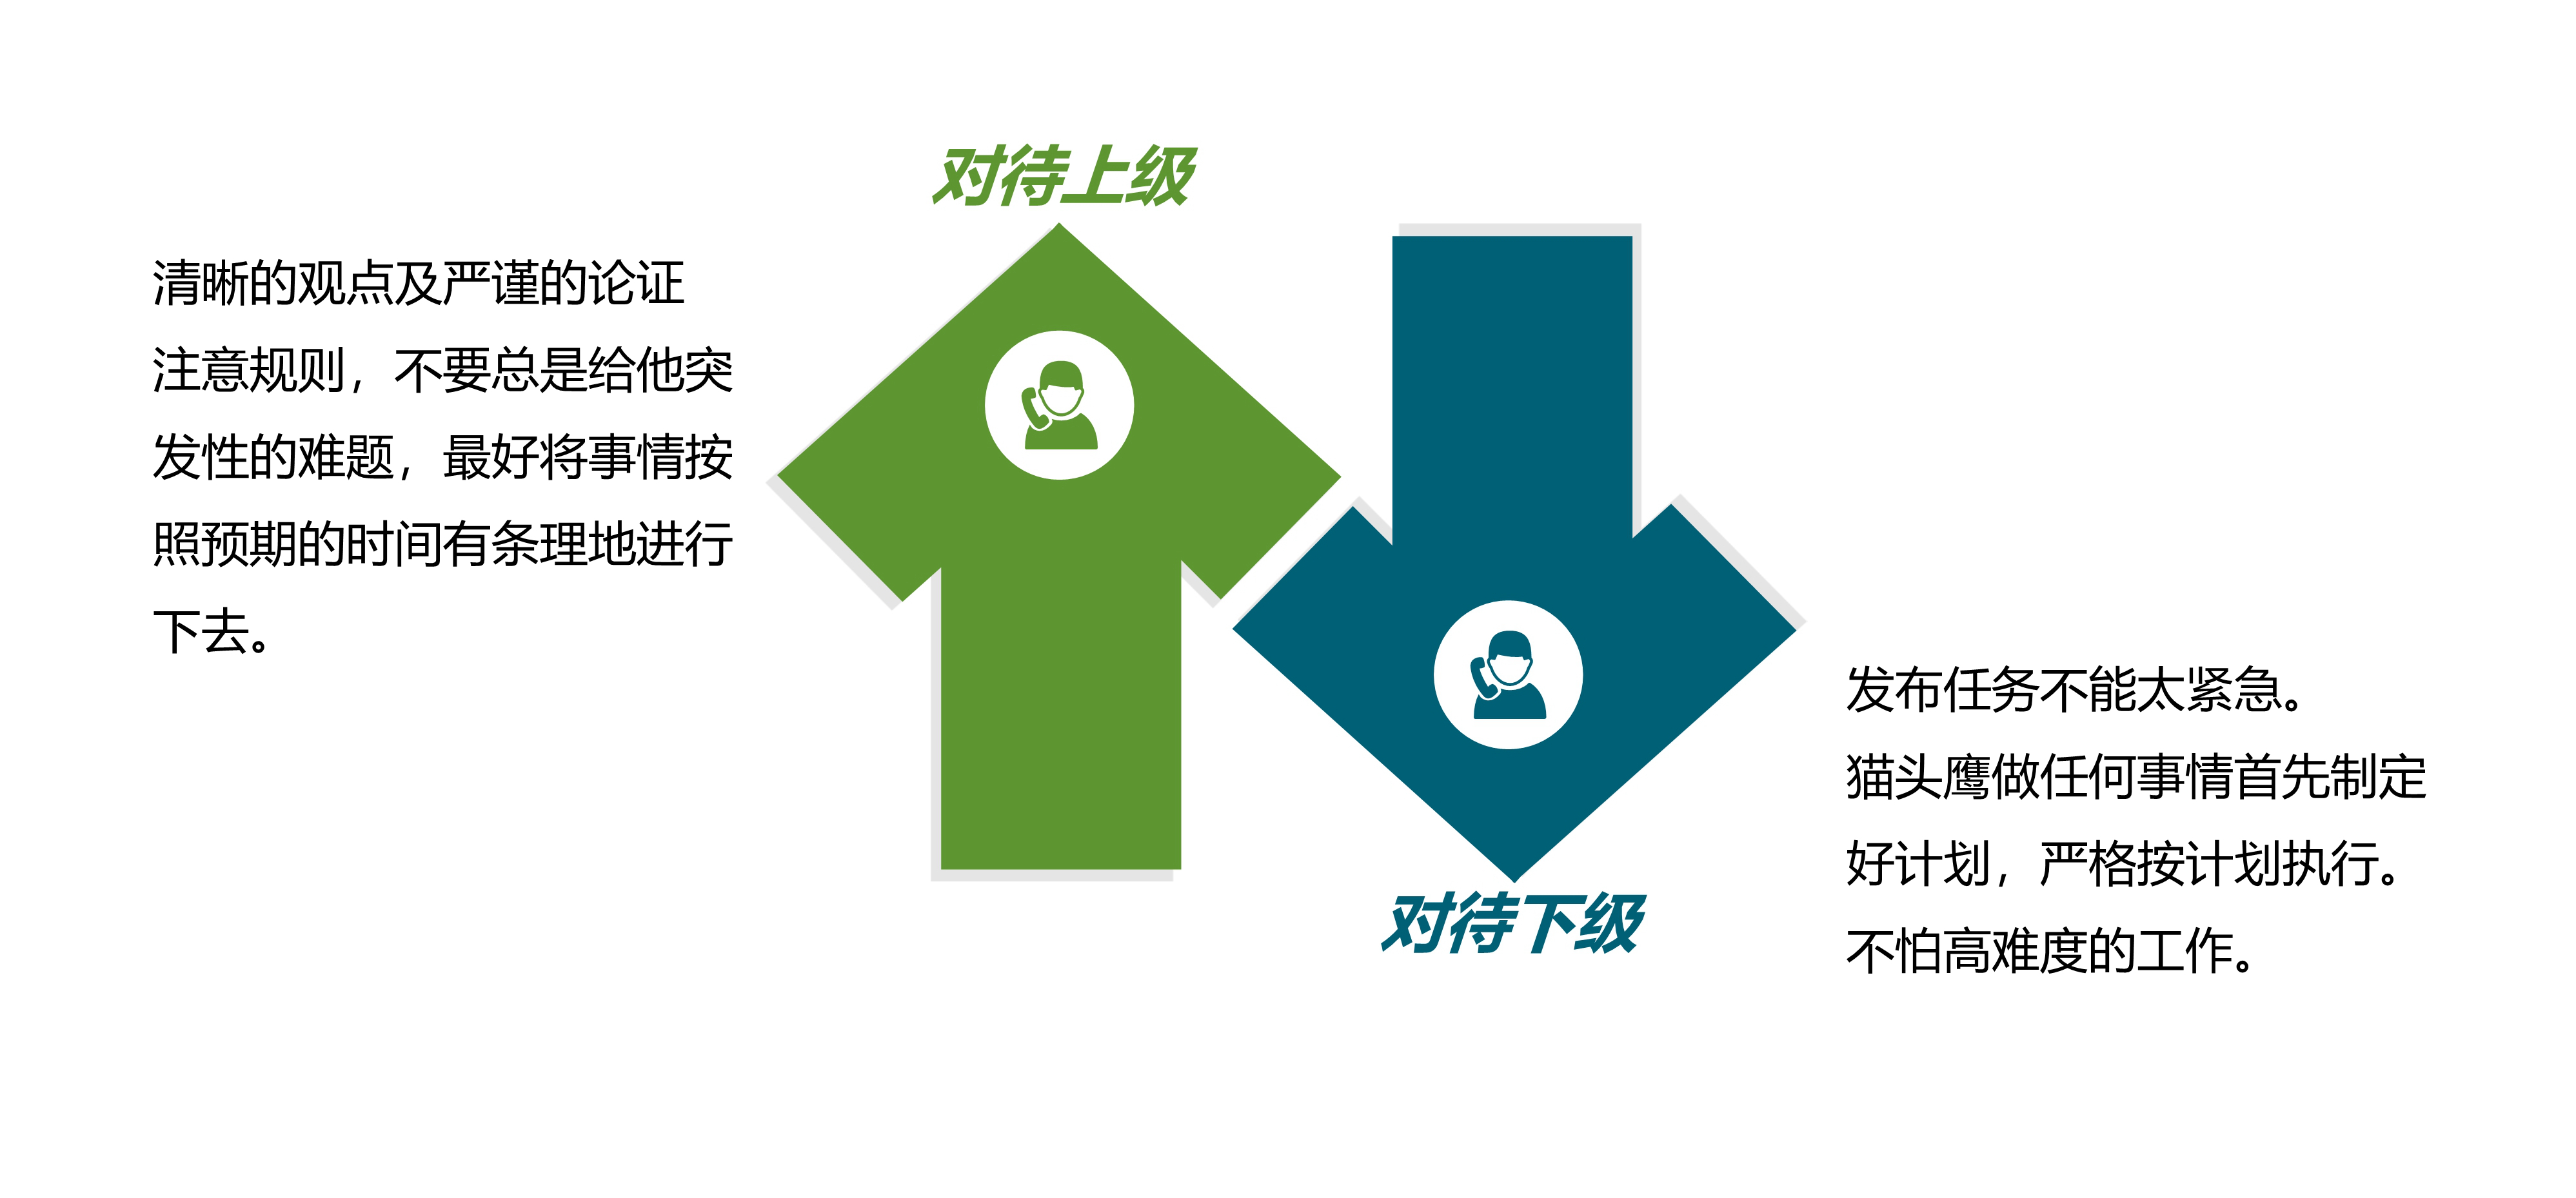 对待上级
清晰的观点及严谨的论证
注意规则，不要总是给他突
发性的难题，最好将事情按
照预期的时间有条理地进行
下去。
发布任务不能太紧急。
猫头鹰做任何事情首先制定
好计划，严格按计划执行。
不怕高难度的工作。
对待下级